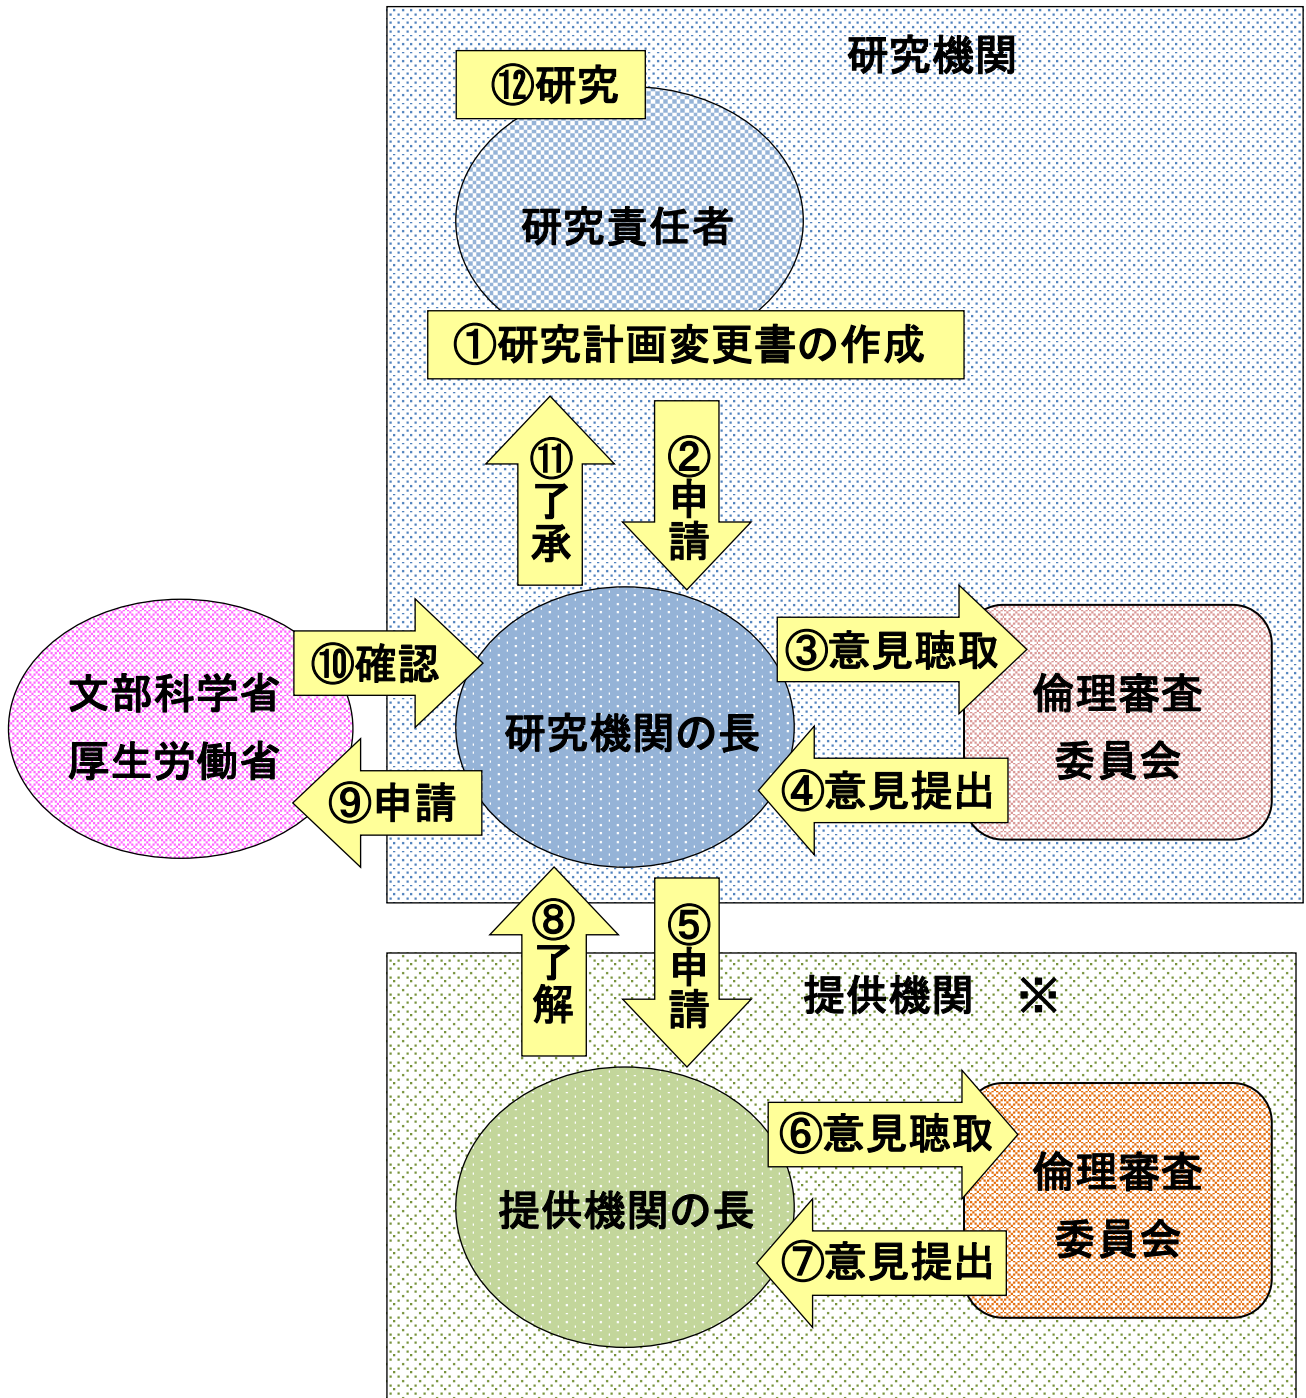 研究機関
⑫研究
研究責任者
①研究計画変更書の作成
⑪了承
②申請
⑩確認
③意見聴取
文部科学省
厚生労働省
研究機関の長
倫理審査
委員会
⑨申請
④意見提出
⑧了解
⑤申請
提供機関 ※
⑥意見聴取
提供機関の長
倫理審査
委員会
⑦意見提出